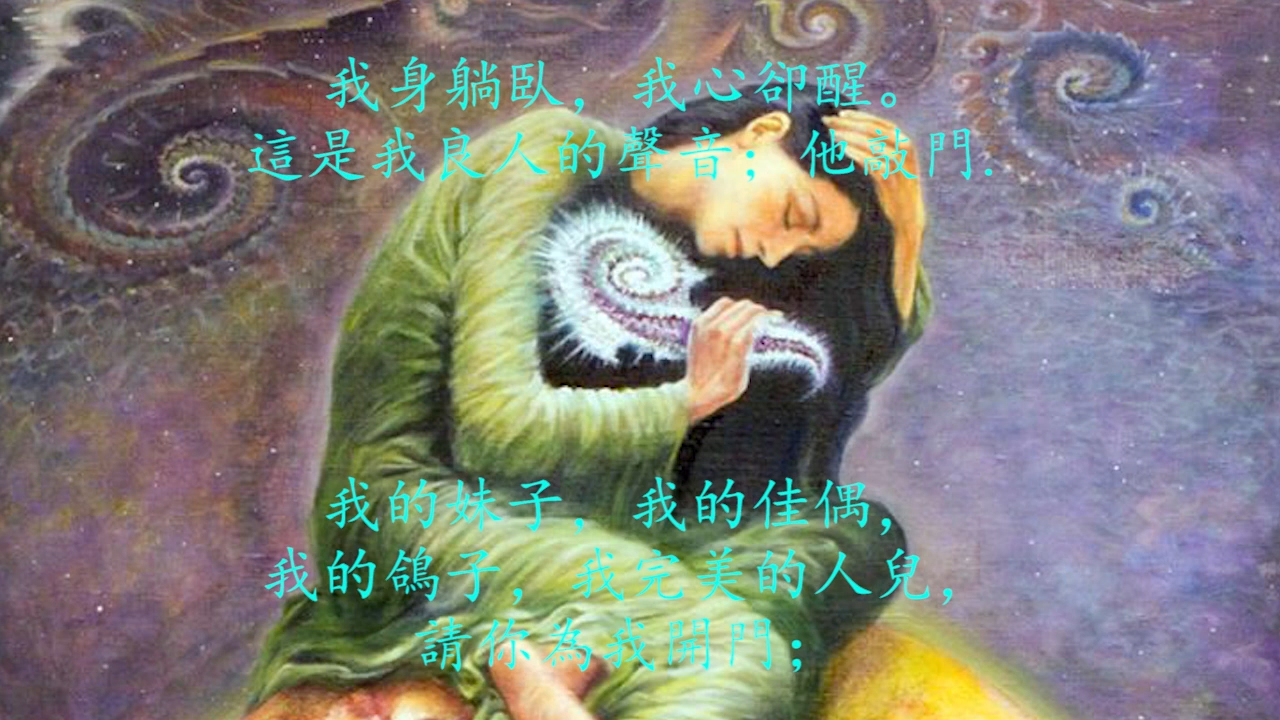 我身躺臥，我心卻醒。
這是我良人的聲音；他敲門.
我的妹子，我的佳偶，
我的鴿子，我完美的人兒，
請你為我開門；